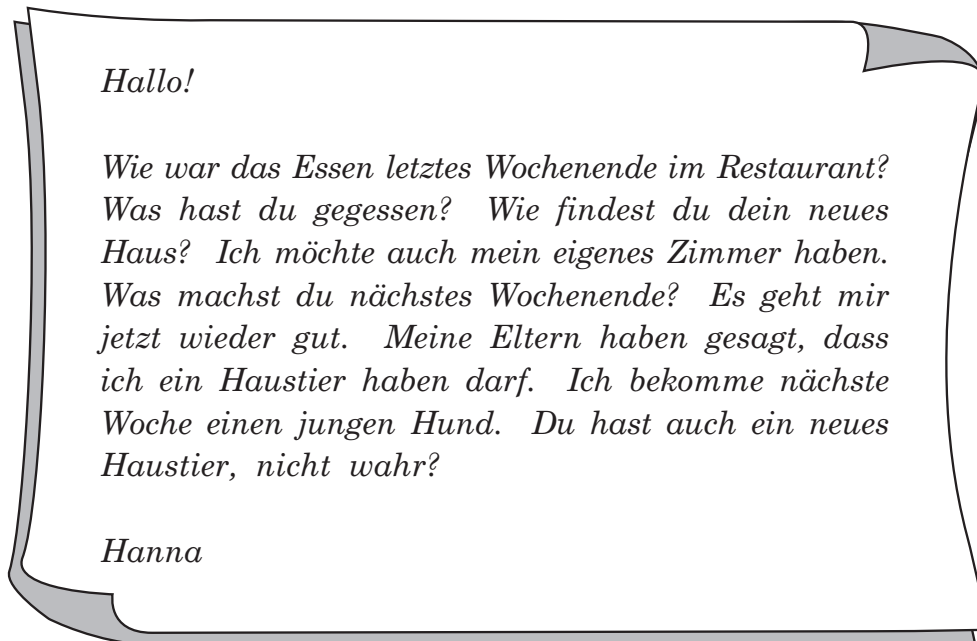 Hallo!
Wie war das Essen letztes Wochenende im Restaurant?
Was hast du gegessen? Wie findest du dein neues
Haus? Ich möchte auch mein eigenes Zimmer haben.
Was machst du nächstes Wochenende? Es geht mir
jetzt wieder gut. Meine Eltern haben gesagt, dass
ich ein Haustier haben darf. Ich bekomme nächste
Woche einen jungen Hund. Du hast auch ein neues
Haustier, nicht wahr?
Hanna